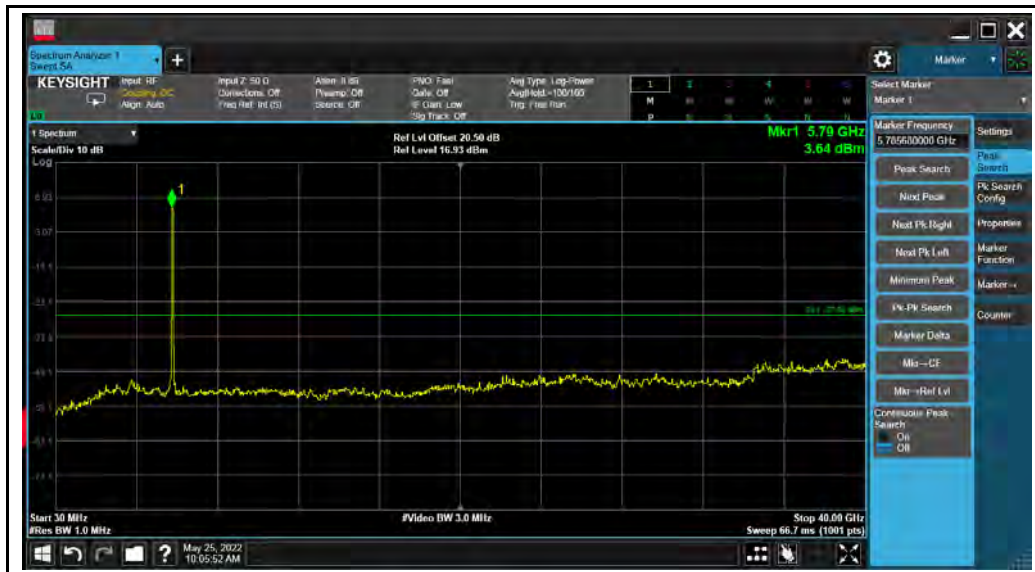 Spectrum Analyzer 1
Swept SA
+
Marker
KEYSIGHT
Input: RF
Coupling: DC
Align: Auto
Input Z: 50 Ω
Corrections: Off
Freq Ref: Int (S)
PNO: Fast
Gate: Off
IF Gain: Low
Sig Track: Off
Avg Type: Log-Power
Avg|Hold: >100/100
Trig: Free Run
Preamp: Off
Source: Off
1
M
P
Select Marker
Marker 1
1 Spectrum
Scale/Div 10 dB
Log
Ref Lvl Offset 20.50 dB
Ref Level 16.93 dBm
Mkr1 5.79 GHz
3.64 dBm
1
6.93
-3.07
Marker Frequency
5.785680000 GHz
Peak Search
Next Peak
Next Pk Right
Next Pk Left
Minimum Peak
Pk-Pk Search
Marker Delta
Mkr→CF
Mkr→Ref Lvl
Continuous Peak
Search
On
Off
Settings
Peak
Search
Pk Search
Config
Properties
Marker
Function
Marker→
Counter
Start 30 MHz
#Res BW 1.0 MHz
#Video BW 3.0 MHz
Stop 40.00 GHz
Sweep 66.7 ms (1001 pts)
?
May 25, 2022
10:05:52 AM